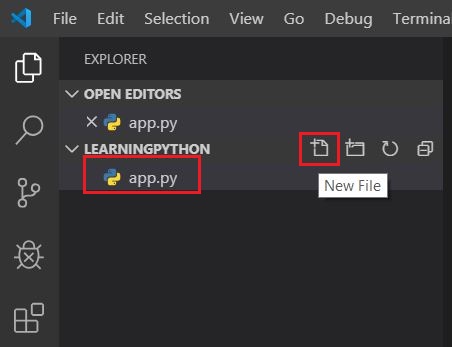 File Edit Selection View Go Debug Termina
EXPLORER
OPEN EDITORS
app.py
LEARNINGPYTHON
app.py
New File